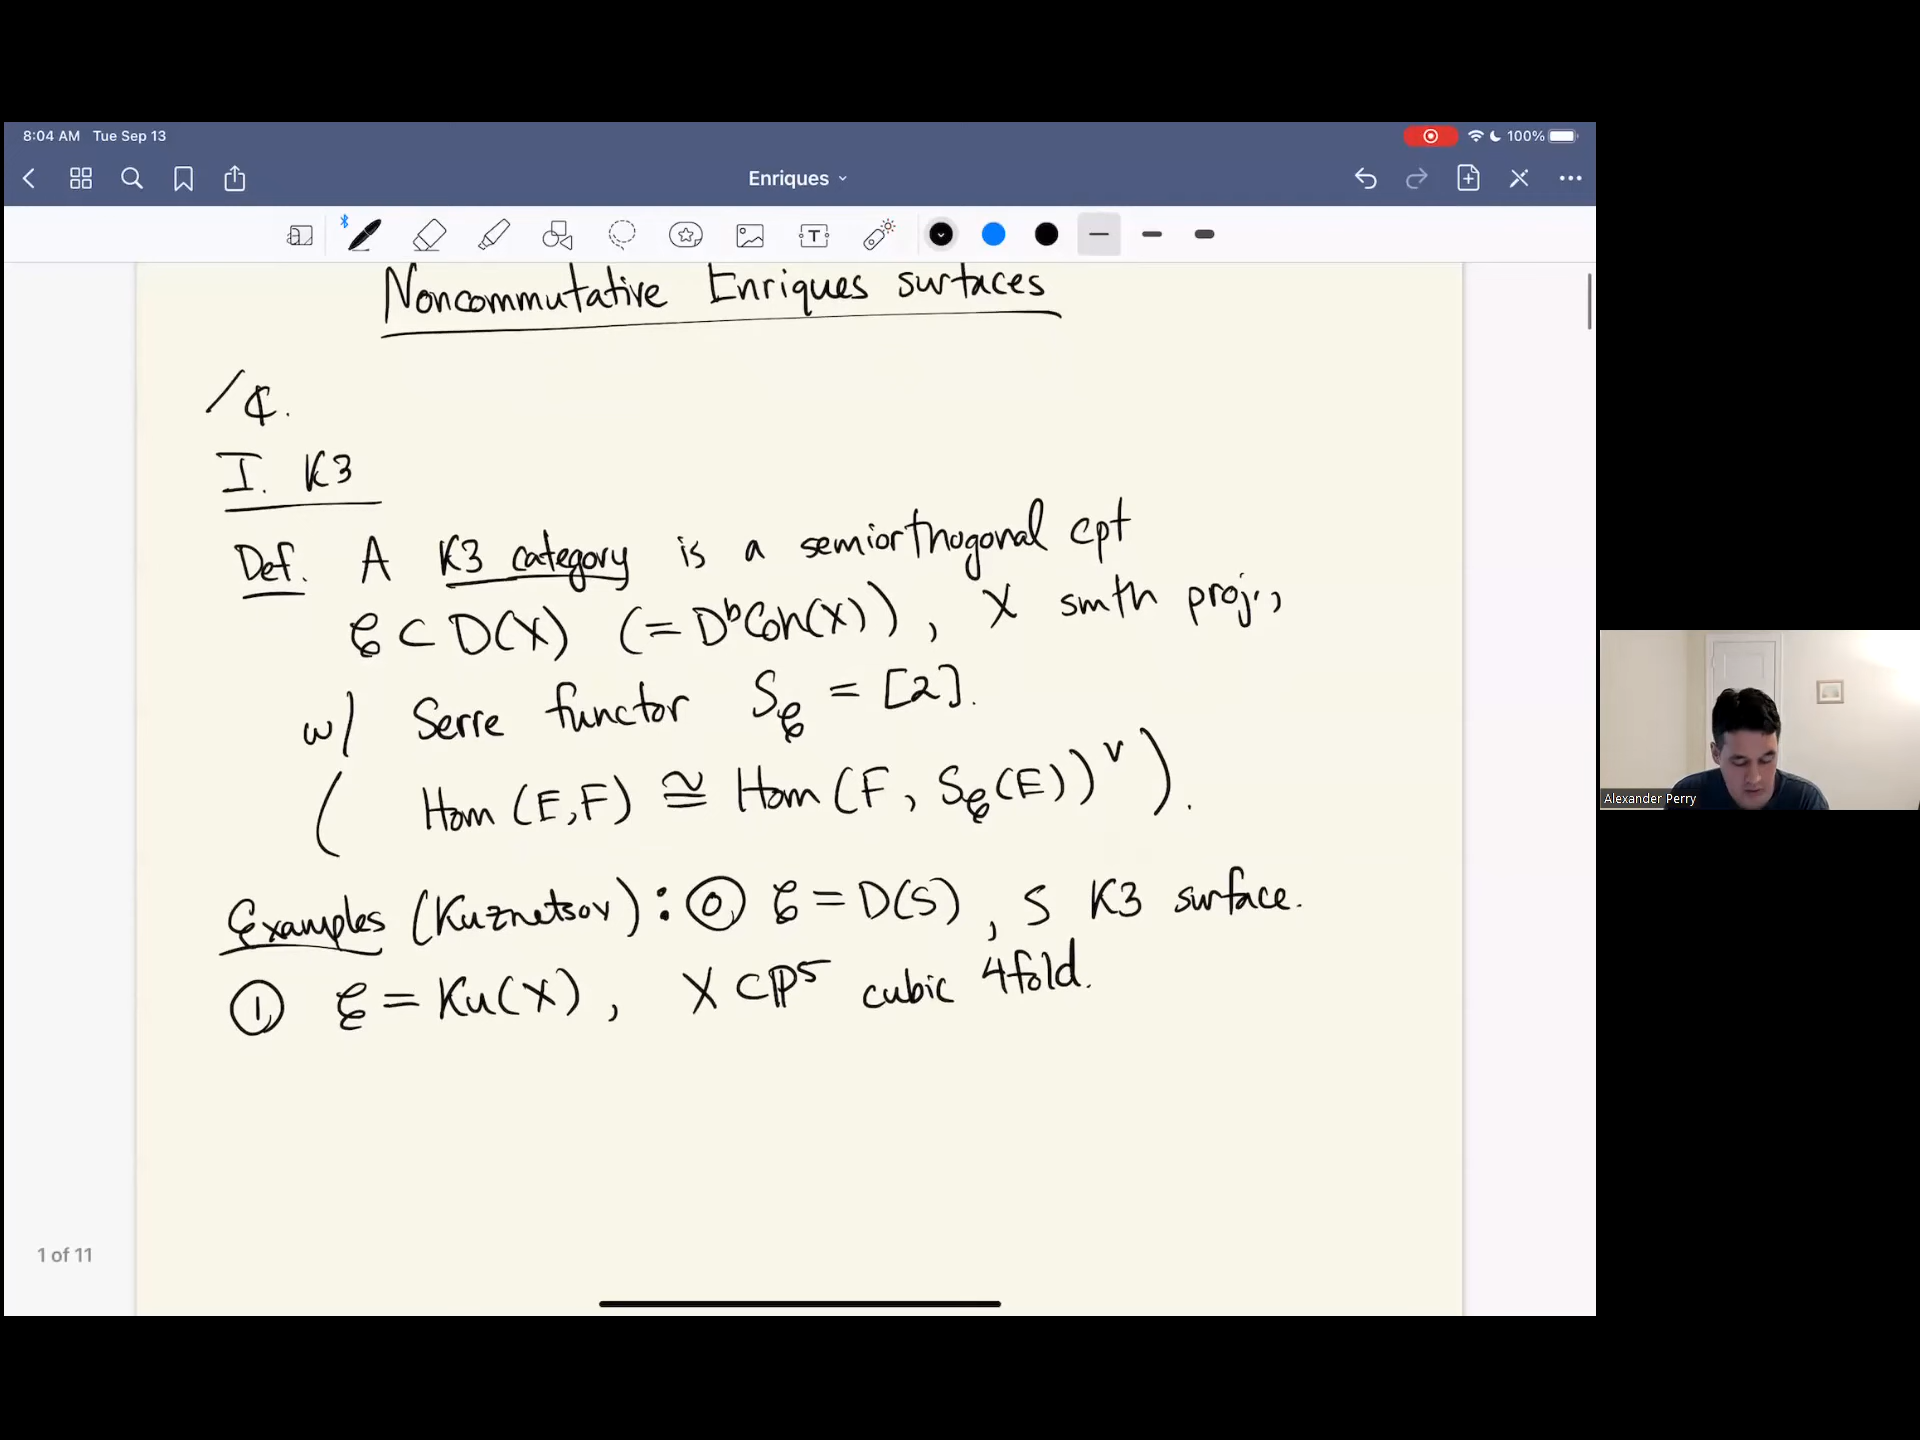 8:04 AM Tue Sep 13
100%
Enriques
T
Noncommutative Enriques surfaces
/ℂ.
I. K3
Def. A K3 category is a semiorthogonal cpt
𝒞 ⊂ D(X) (= DᵇCoh(X)), X smth proj.,
w/ Serre functor S_𝒞 = [2].
( Hom(E,F) ≅ Hom(F, S_𝒞(E))^∨ ).
Examples (Kuznetsov): ⓪ 𝒞 = D(S), S K3 surface.
① 𝒞 = Ku(X), X ⊂ ℙ⁵ cubic 4fold.
1 of 11
Alexander Perry